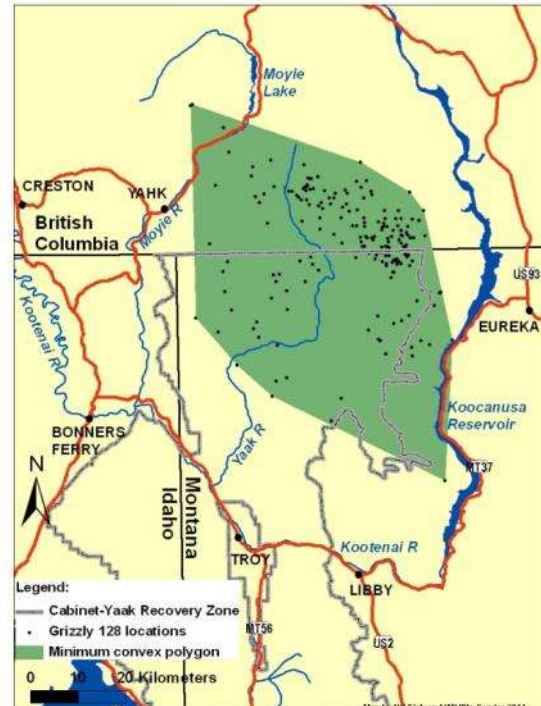 Moyie
Lake
CRESTON
YAHK
British
Columbia
Moyie R
US93
EUREKA
Kootenai R
Koocanusa
Reservoir
BONNERS
FERRY
Yaak R
MT37
N
Montana
Idaho
TROY
Kootenai R
LIBBY
Legend:
Cabinet-Yaak Recovery Zone
Grizzly 128 locations
Minimum convex polygon
MT56
US2
0 10 20 Kilometers